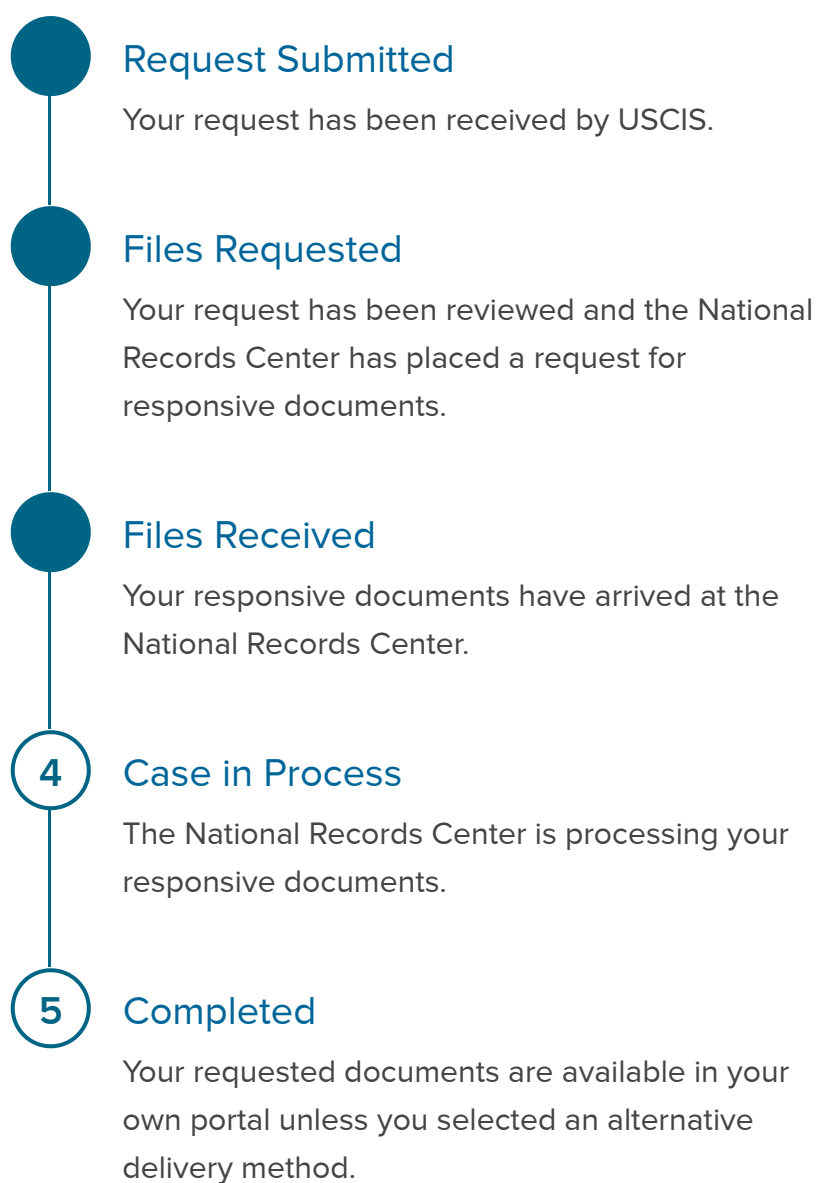 Request Submitted
Your request has been received by USCIS.
Files Requested
Your request has been reviewed and the National
Records Center has placed a request for
responsive documents.
Files Received
Your responsive documents have arrived at the
National Records Center.
4 Case in Process
The National Records Center is processing your
responsive documents.
5 Completed
Your requested documents are available in your
own portal unless you selected an alternative
delivery method.